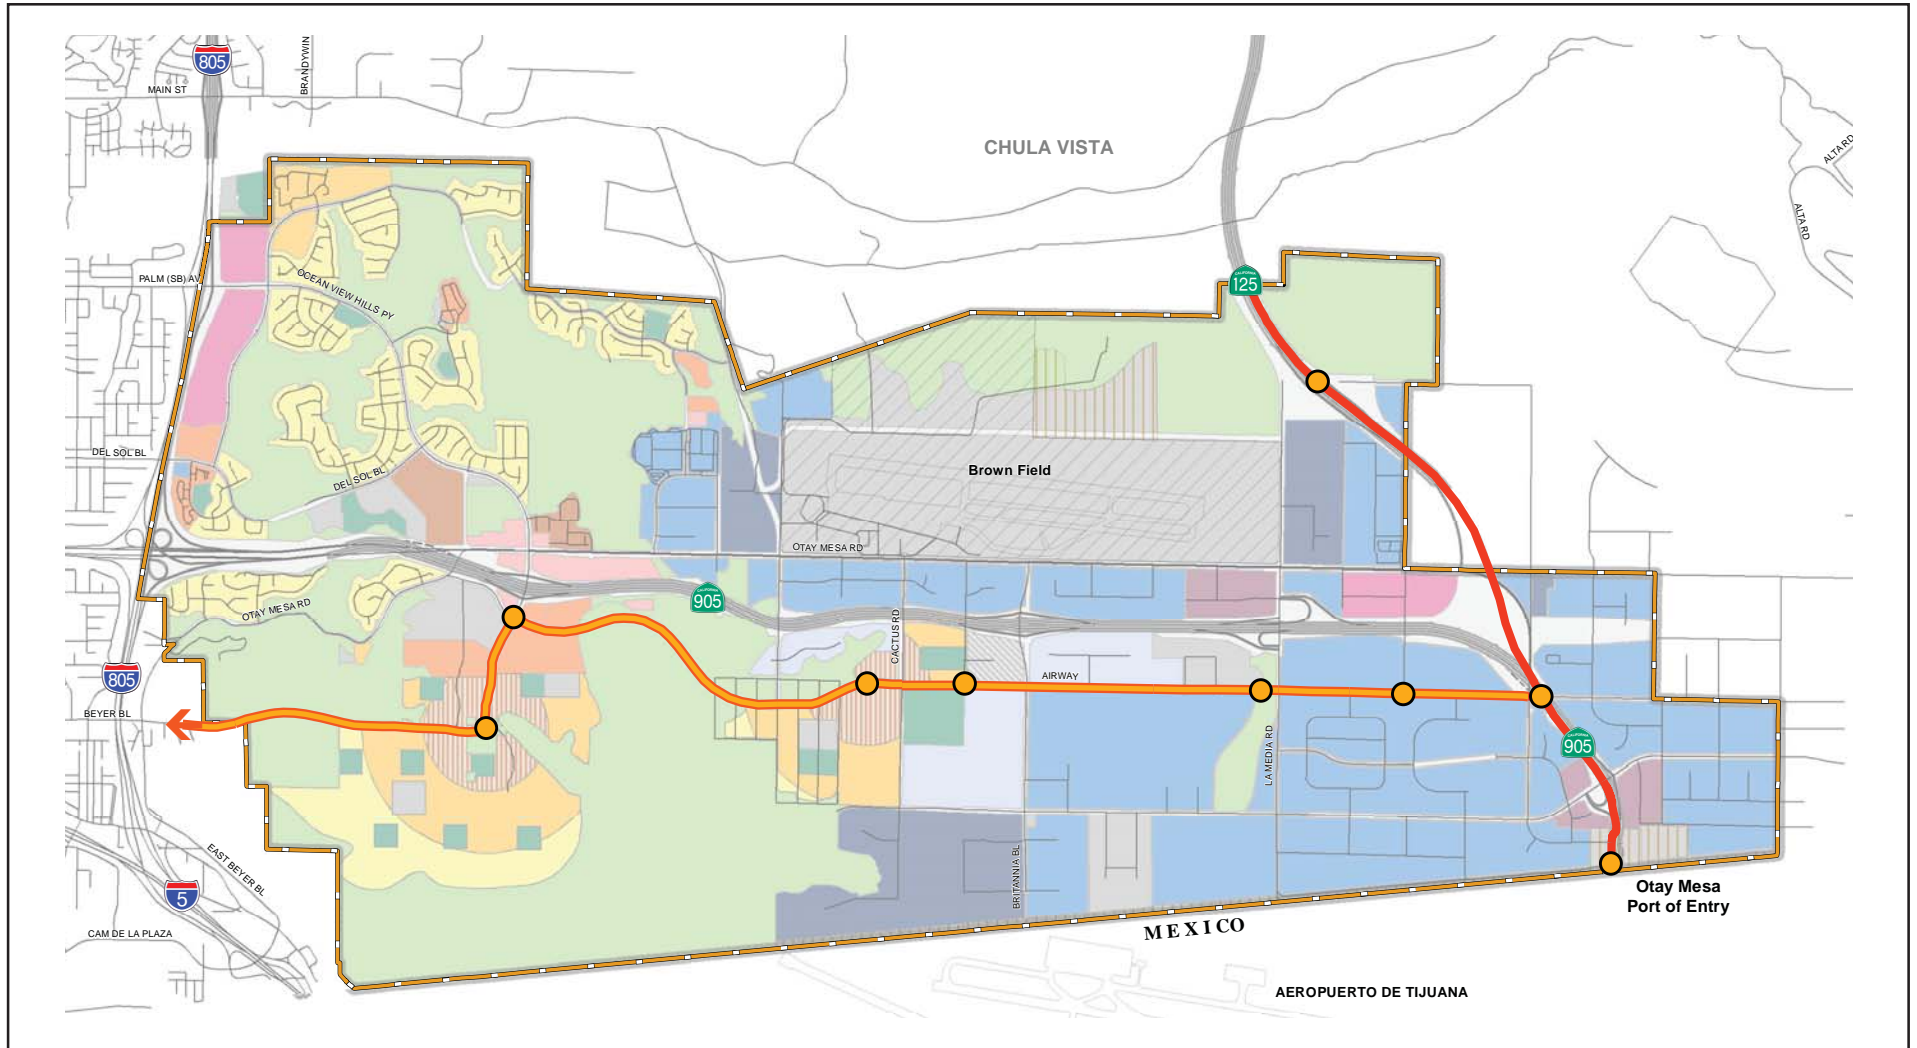 805
MAIN ST
BRANDYWIN
CHULA VISTA
ALTA RD
ALTA RD
PALM (SB) AV
OCEAN VIEW HILLS PY
CALIFORNIA
125
DEL SOL BL
DEL SOL BL
Brown Field
OTAY MESA RD
OTAY MESA RD
CALIFORNIA
905
CACTUS RD
805
AIRWAY
BEYER BL
LA MEDIA RD
CALIFORNIA
905
EAST BEYER BL
BRITANNIA BL
5
Otay Mesa
Port of Entry
CAM DE LA PLAZA
MEXICO
AEROPUERTO DE TIJUANA